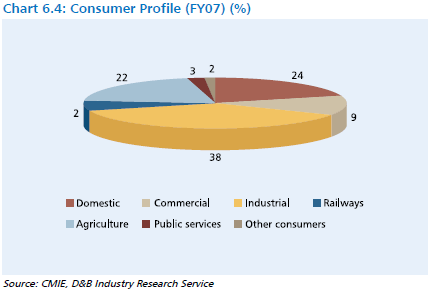 Chart 6.4: Consumer Profile (FY07) (%)
3 2
22 24
2 9
38
Domestic Commercial Industrial Railways
Agriculture Public services Other consumers
Source: CMIE, D&B Industry Research Service